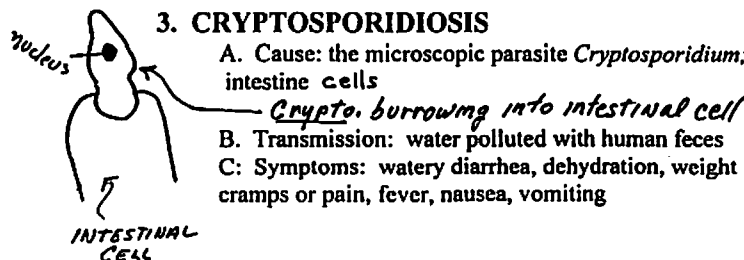 3. CRYPTOSPORIDIOSIS
nucleus
A. Cause: the microscopic parasite Cryptosporidium;
intestine cells
Crypto. burrowing into intestinal cell
B. Transmission: water polluted with human feces
C: Symptoms: watery diarrhea, dehydration, weight
cramps or pain, fever, nausea, vomiting
INTESTINAL
CELL